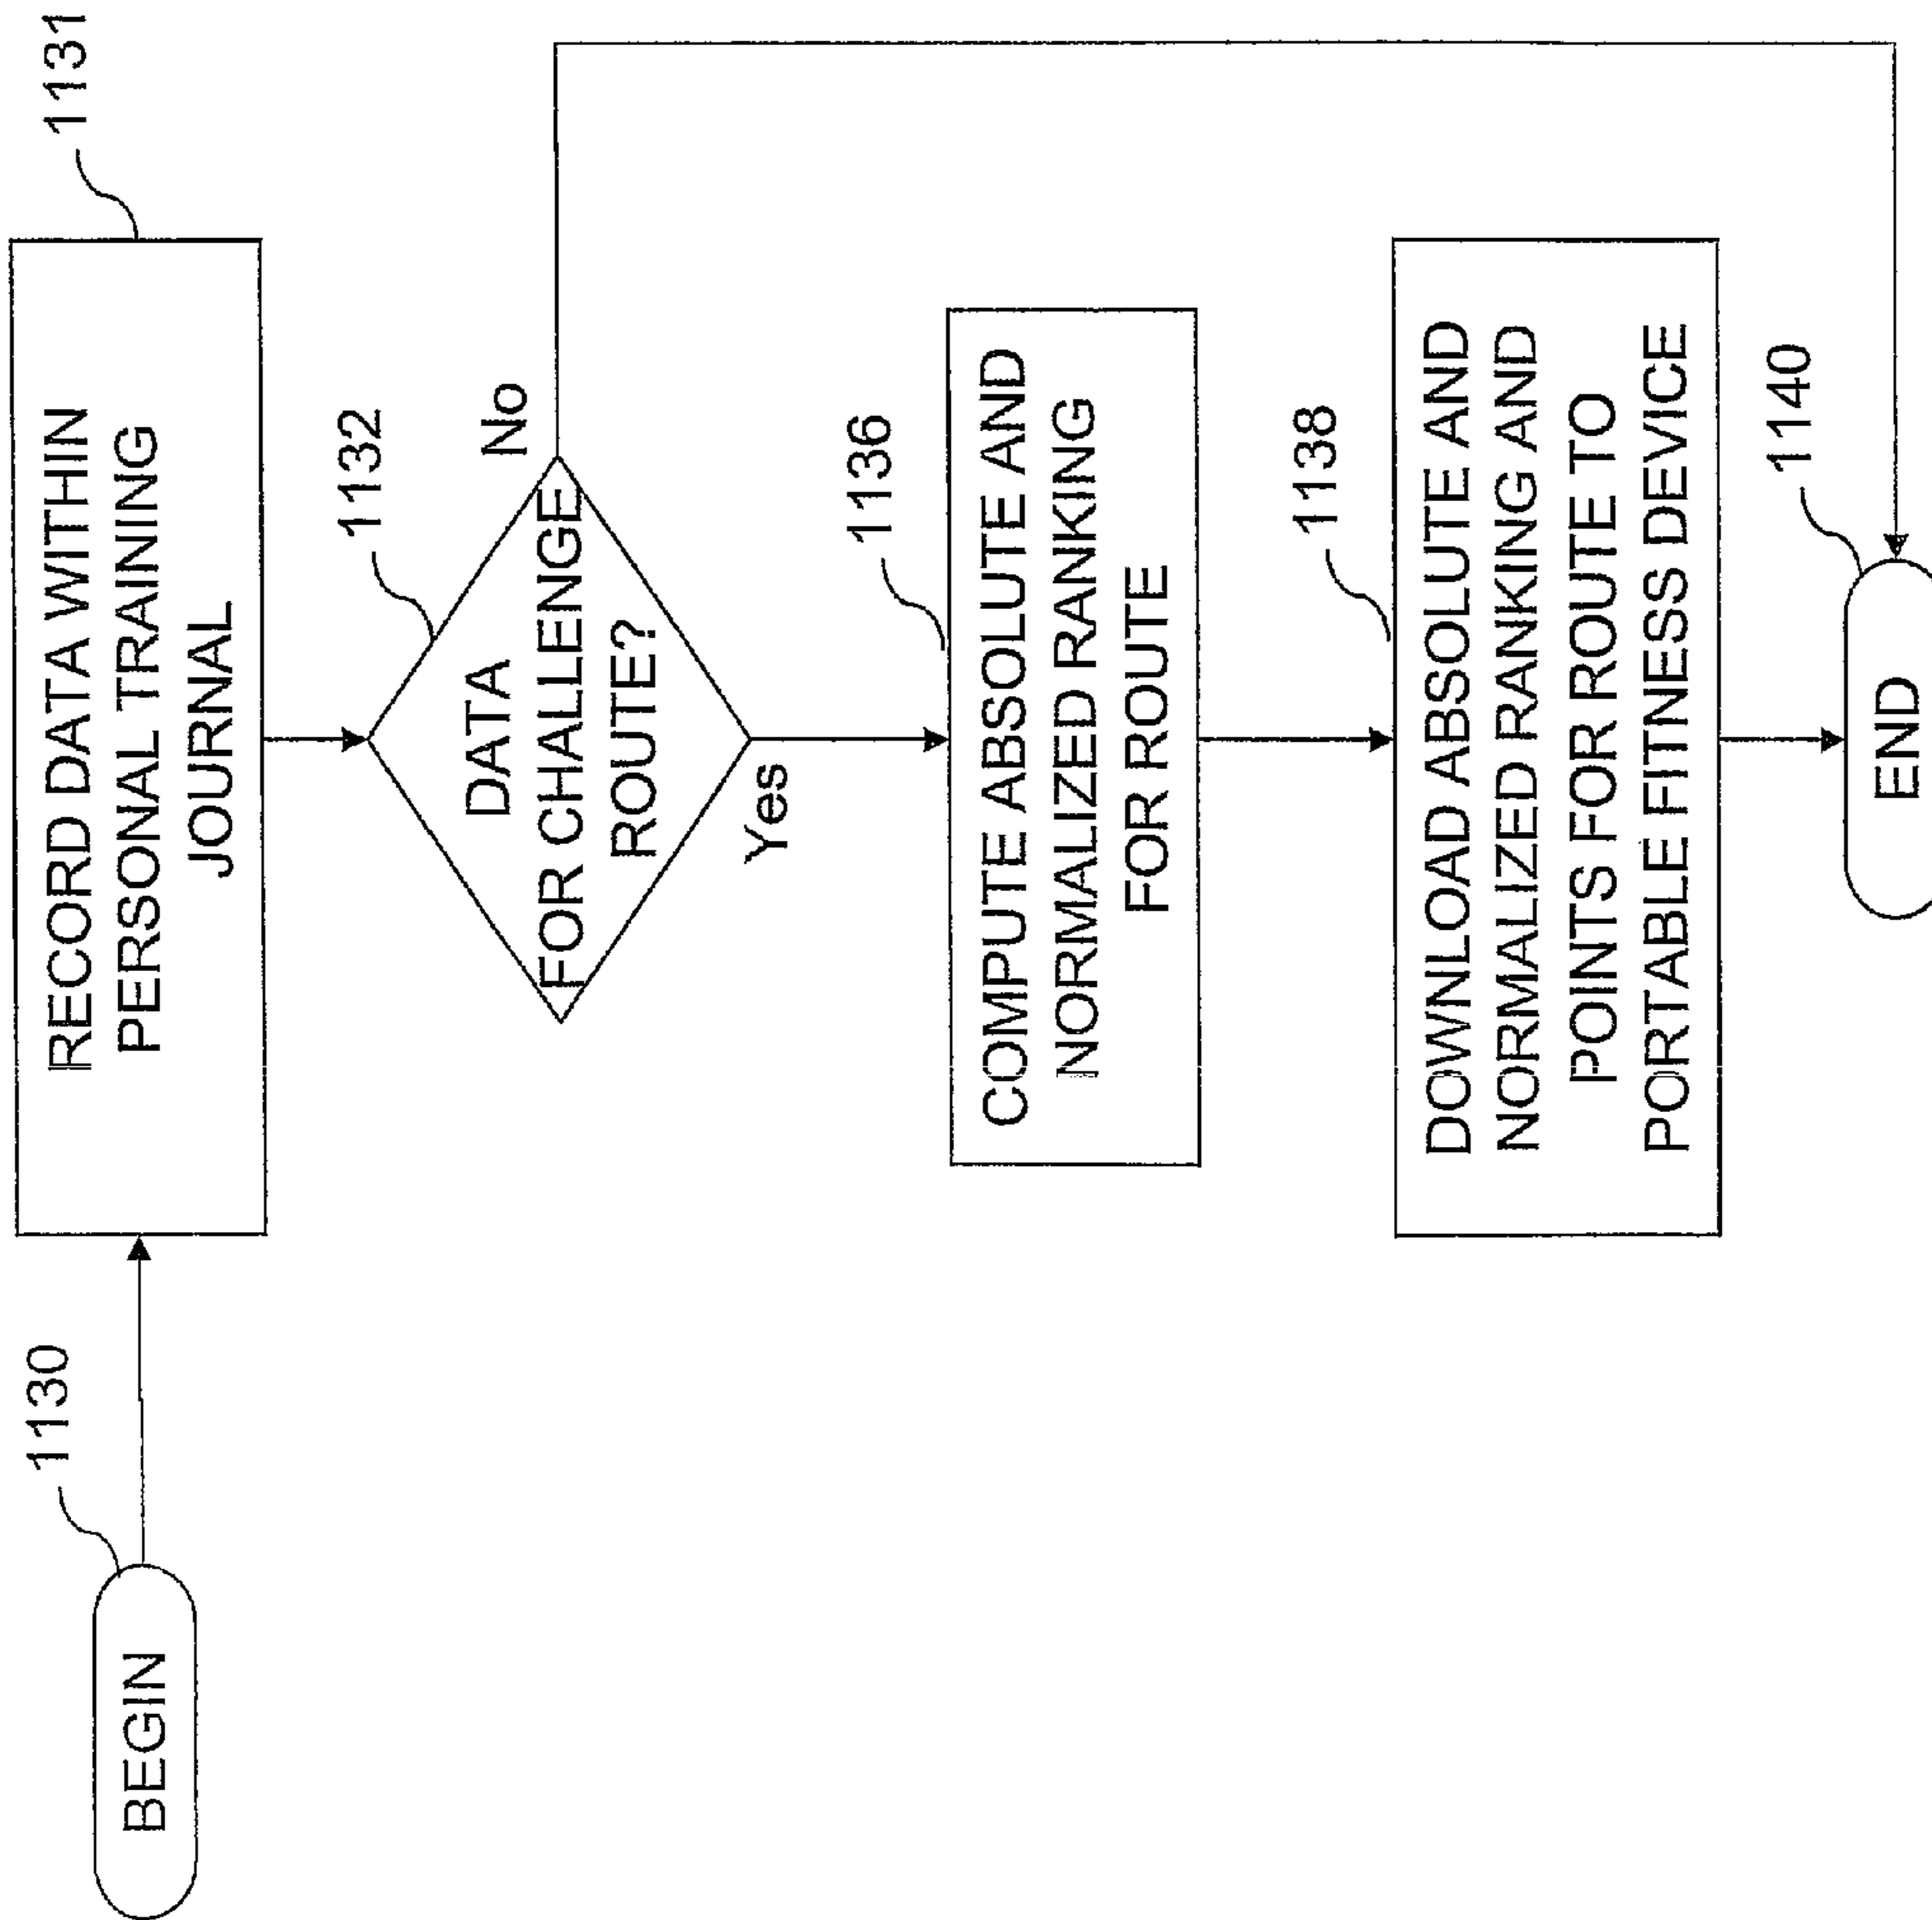 1130
BEGIN
1131
RECORD DATA WITHIN
PERSONAL TRAINING
JOURNAL
1132
DATA
FOR CHALLENGE
ROUTE?
No
Yes
1136
COMPUTE ABSOLUTE AND
NORMALIZED RANKING
FOR ROUTE
1138
DOWNLOAD ABSOLUTE AND
NORMALIZED RANKING AND
POINTS FOR ROUTE TO
PORTABLE FITNESS DEVICE
1140
END